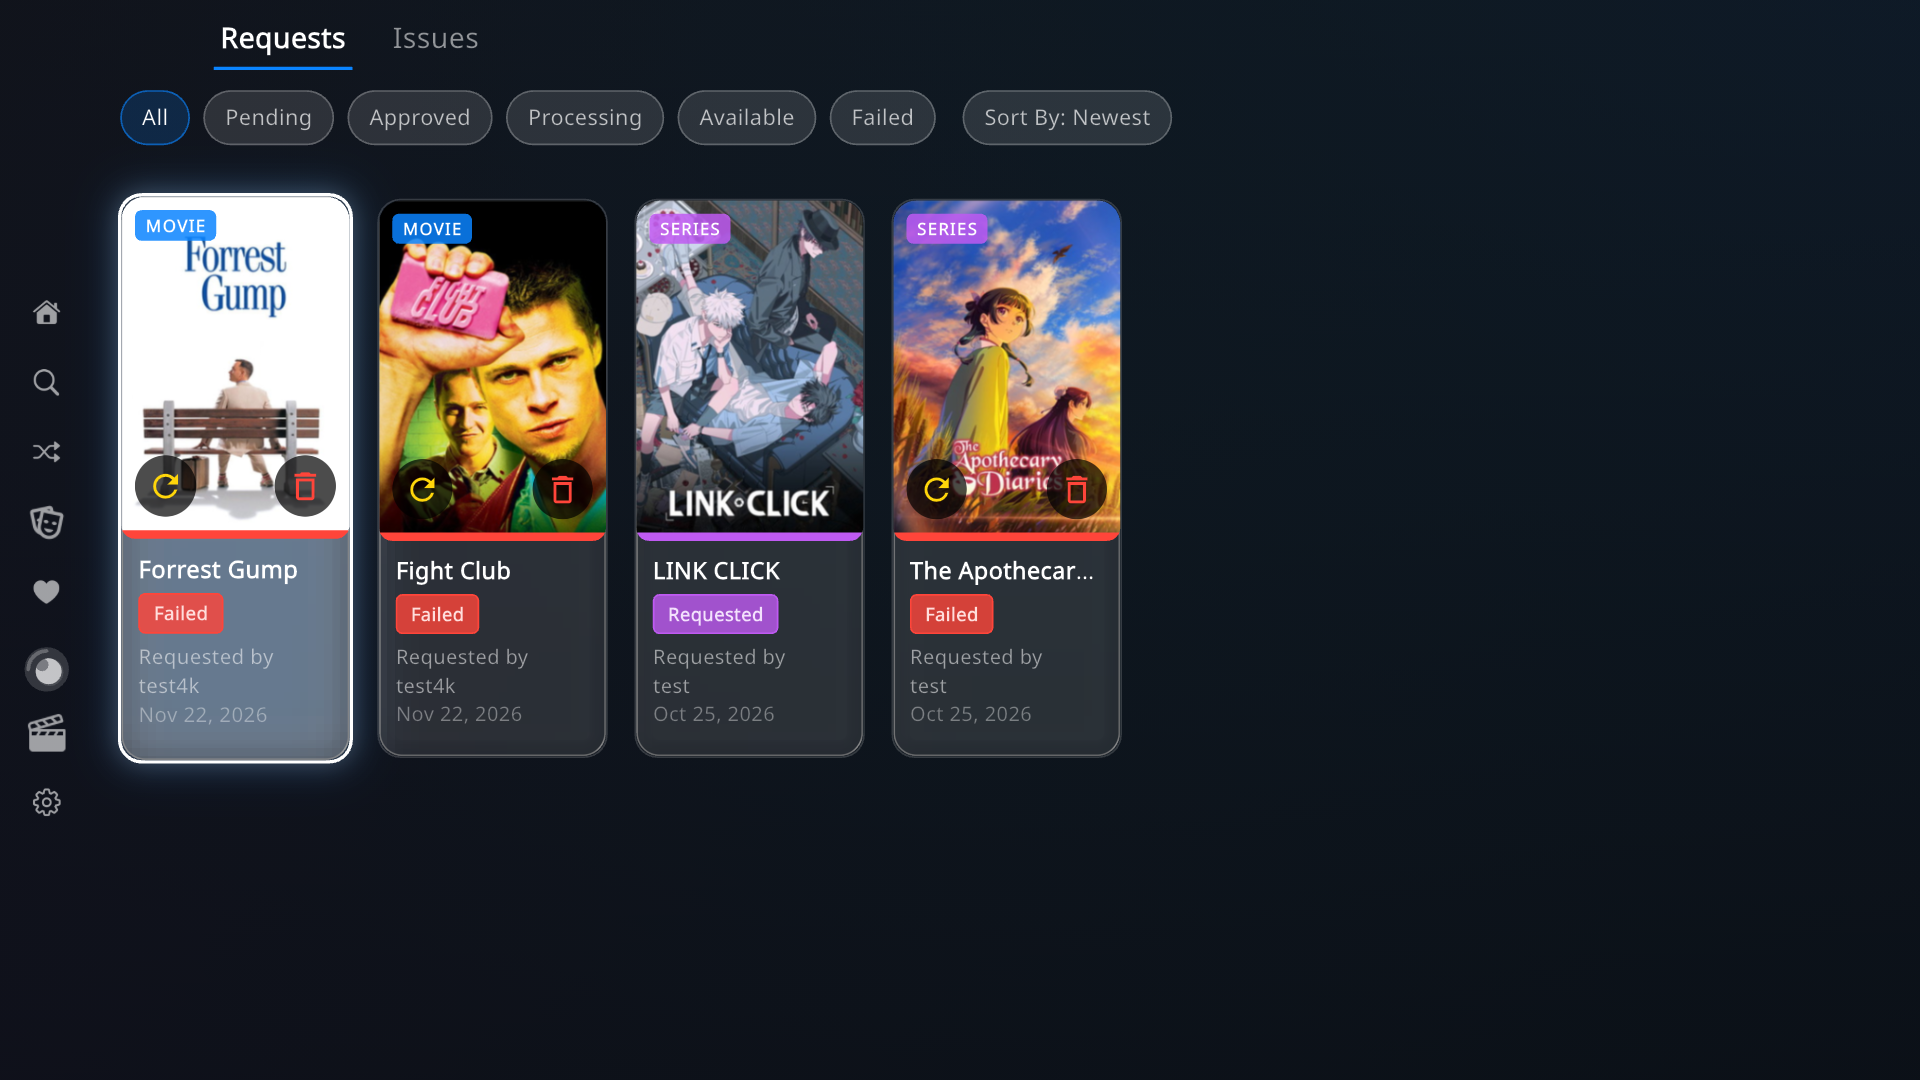 Requests
Issues
All
Pending
Approved
Processing
Available
Failed
Sort By: Newest
MOVIE
Forrest
Gump
Forrest Gump
Failed
Requested by
test4k
Nov 22, 2026
MOVIE
FIGHT
CLUB
Fight Club
Failed
Requested by
test4k
Nov 22, 2026
SERIES
LINK CLICK
LINK CLICK
Requested
Requested by
test
Oct 25, 2026
SERIES
The
Apothecary
Diaries
The Apothecar...
Failed
Requested by
test
Oct 25, 2026